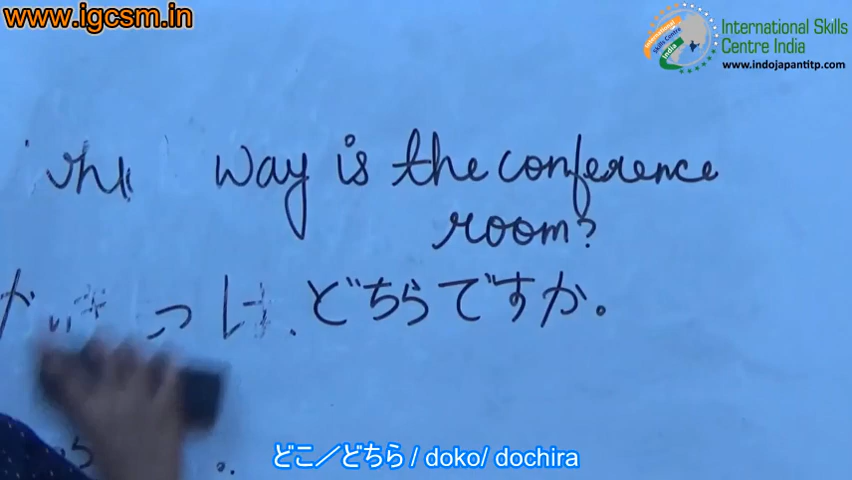 www.igcsm.in
International Skills
Centre India
www.indojapantitp.com
way is the conference
room?
どちらですか。
どこ／どちら / doko/ dochira